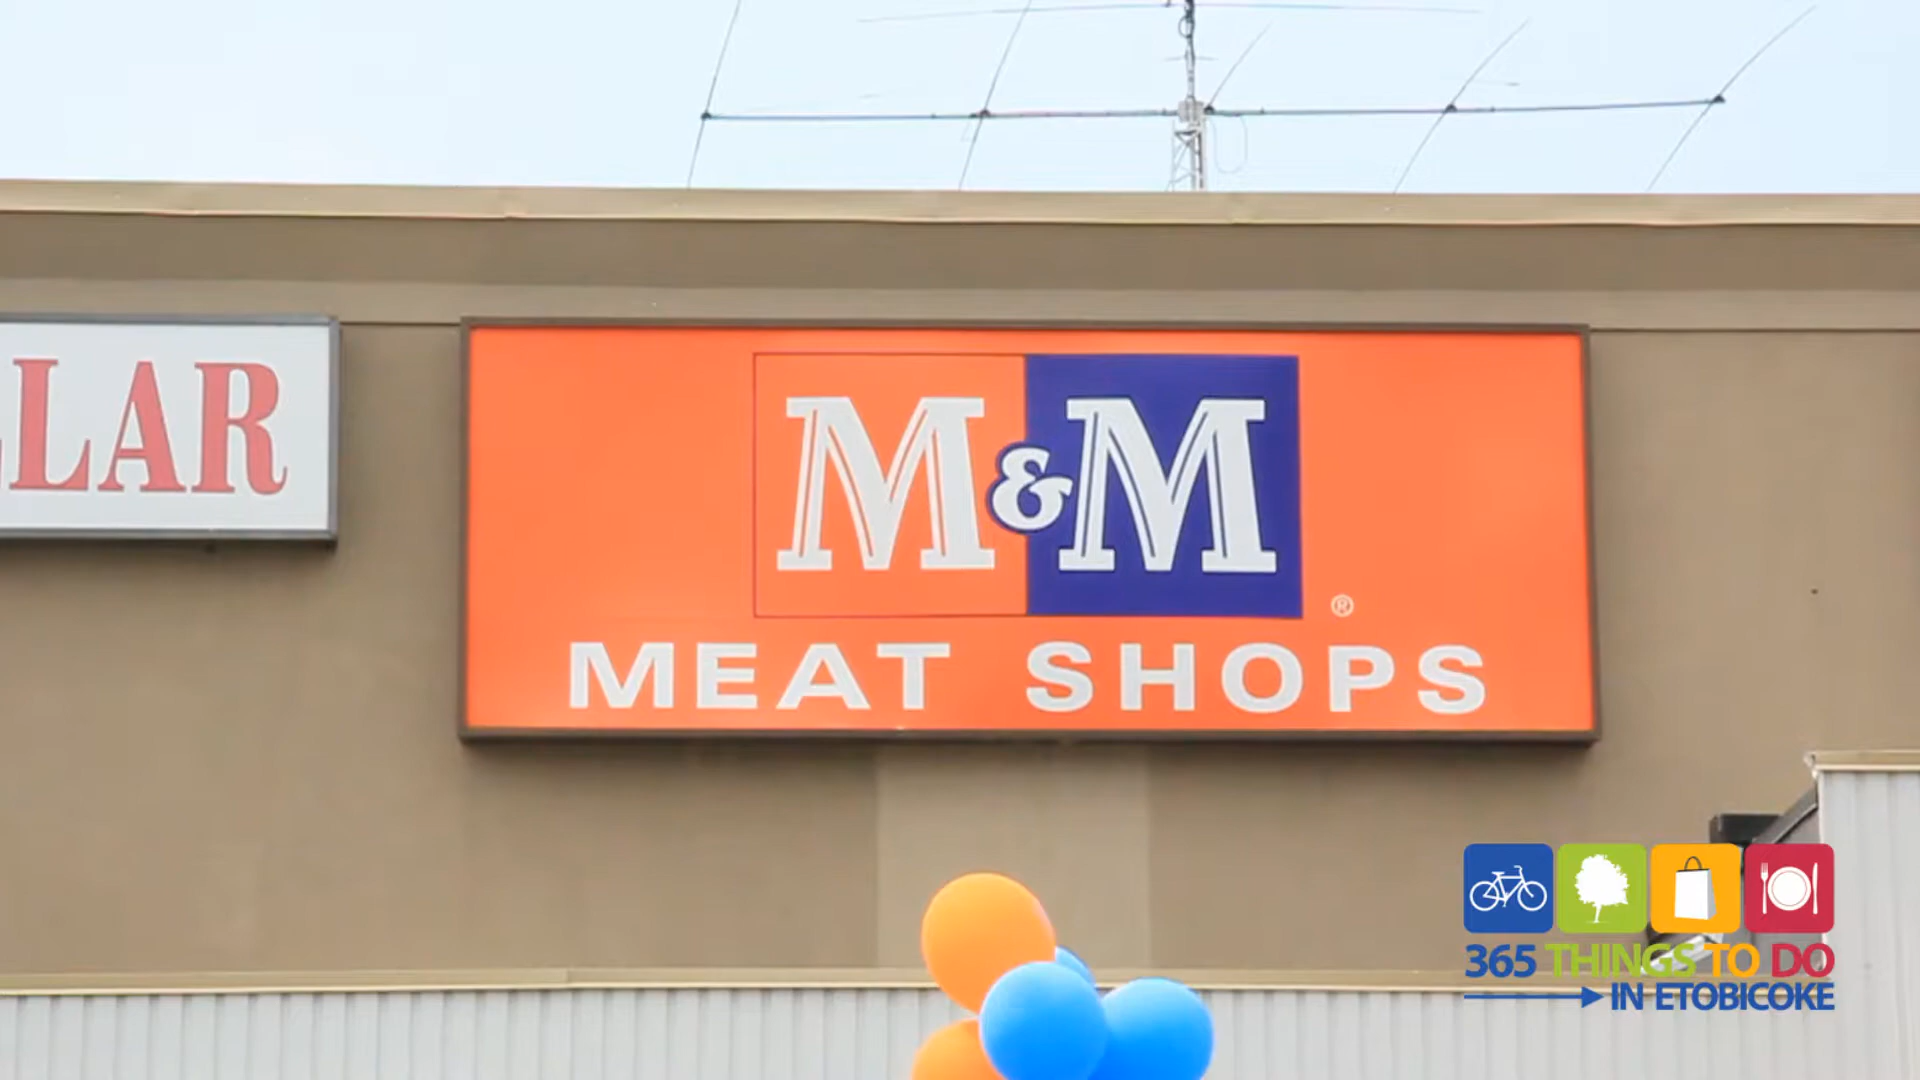 LAR
M&M
®
MEAT SHOPS
365 THINGS TO DO
IN ETOBICOKE